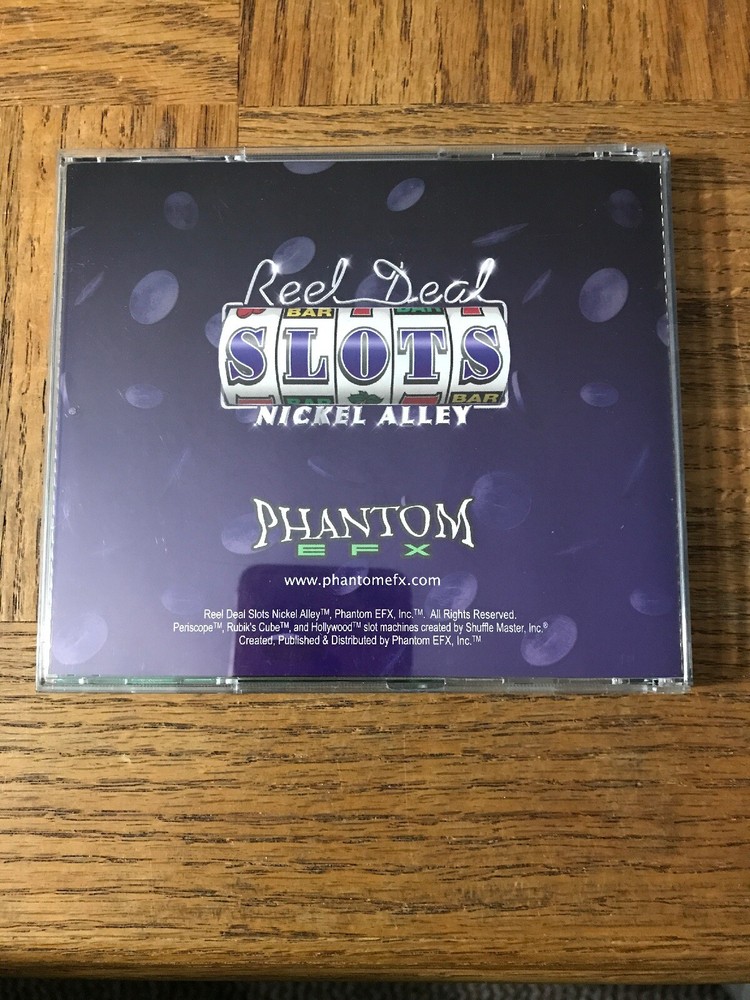 Reel Deal
BAR BAR
SLOTS
BAR BAR
NICKEL ALLEY
PHANTOM
EFX
www.phantomefx.com
Reel Deal Slots Nickel Alley™, Phantom EFX, Inc.™. All Rights Reserved.
Periscope™, Rubik's Cube™, and Hollywood™ slot machines created by Shuffle Master, Inc.®
Created, Published & Distributed by Phantom EFX, Inc.™